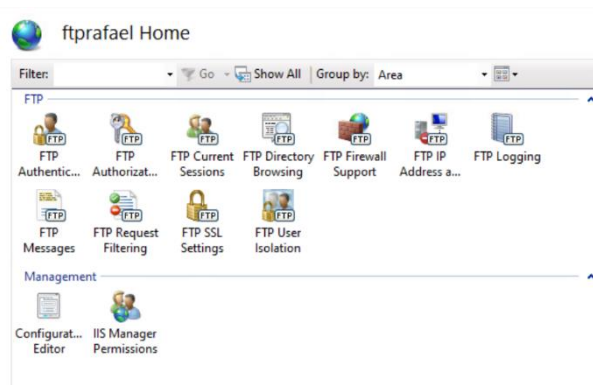 ftprafael Home
Filter: Go Show All Group by: Area
FTP
FTP FTP FTP FTP FTP FTP FTP
FTP Authentic...
FTP Authorizat...
FTP Current Sessions
FTP Directory Browsing
FTP Firewall Support
FTP IP Address a...
FTP Logging
FTP FTP FTP FTP
FTP Messages
FTP Request Filtering
FTP SSL Settings
FTP User Isolation
Management
Configurat... Editor
IIS Manager Permissions